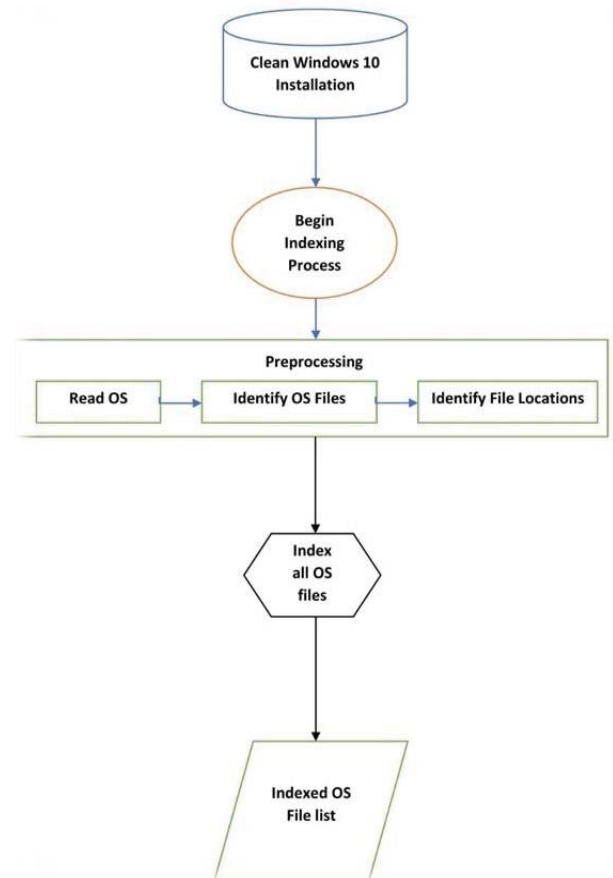 Clean Windows 10
Installation
Begin
Indexing
Process
Preprocessing
Read OS
Identify OS Files
Identify File Locations
Index
all OS
files
Indexed OS
File list